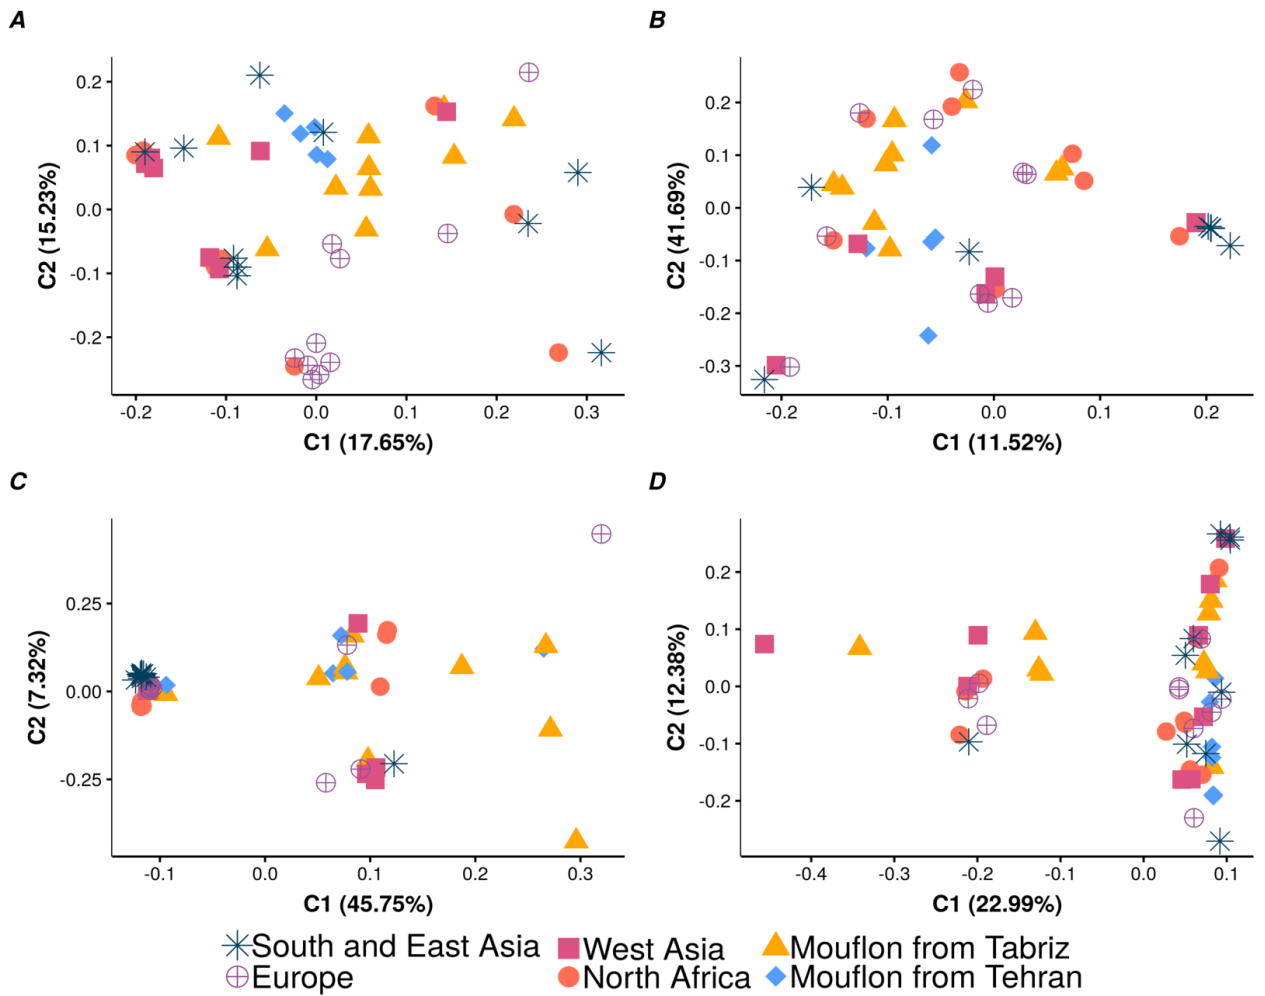 A
0.2
0.1
0.0
-0.1
-0.2
C2 (15.23%)
-0.2 -0.1 0.0 0.1 0.2 0.3
C1 (17.65%)
B
0.2
0.1
0.0
-0.1
-0.2
-0.3
C2 (41.69%)
-0.2 -0.1 0.0 0.1 0.2
C1 (11.52%)
C
0.25
0.00
-0.25
C2 (7.32%)
-0.1 0.0 0.1 0.2 0.3
C1 (45.75%)
D
0.2
0.1
0.0
-0.1
-0.2
C2 (12.38%)
-0.4 -0.3 -0.2 -0.1 0.0 0.1
C1 (22.99%)
South and East Asia West Asia Mouflon from Tabriz
Europe North Africa Mouflon from Tehran